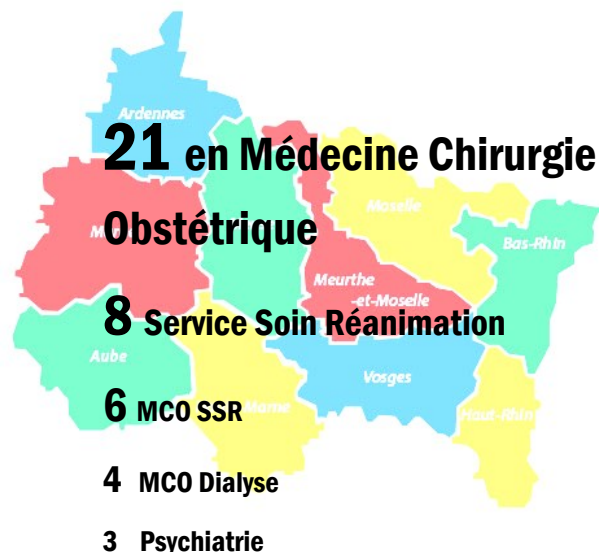 Ardennes
21 en Médecine Chirurgie
Moselle
Obstétrique
Bas-Rhin
Meurthe
-et-Moselle
8 Service Soin Réanimation
Aube
Vosges
6 MCO SSR
Marne
Haut-Rhin
4 MCO Dialyse
3 Psychiatrie